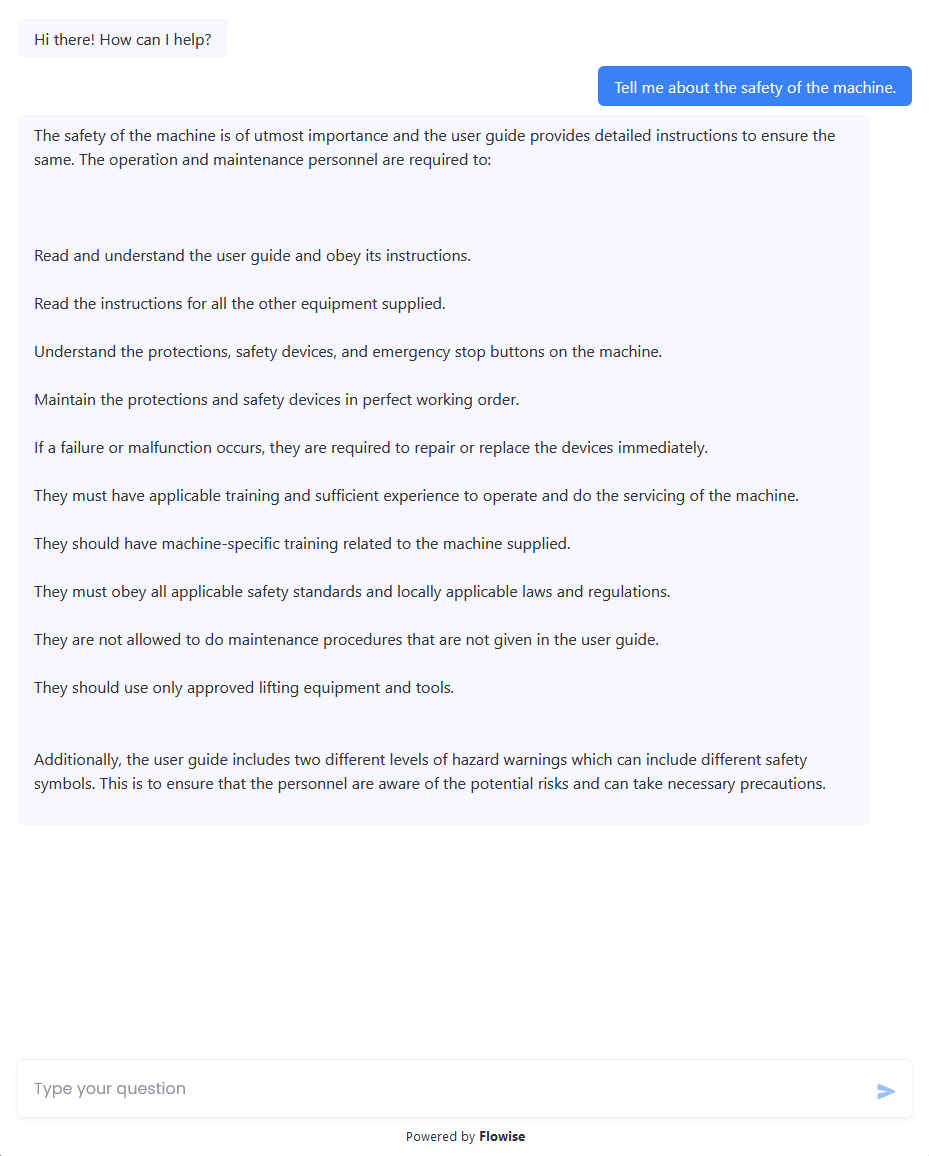 Hi there! How can I help?
Tell me about the safety of the machine.
The safety of the machine is of utmost importance and the user guide provides detailed instructions to ensure the
same. The operation and maintenance personnel are required to:
Read and understand the user guide and obey its instructions.
Read the instructions for all the other equipment supplied.
Understand the protections, safety devices, and emergency stop buttons on the machine.
Maintain the protections and safety devices in perfect working order.
If a failure or malfunction occurs, they are required to repair or replace the devices immediately.
They must have applicable training and sufficient experience to operate and do the servicing of the machine.
They should have machine-specific training related to the machine supplied.
They must obey all applicable safety standards and locally applicable laws and regulations.
They are not allowed to do maintenance procedures that are not given in the user guide.
They should use only approved lifting equipment and tools.
Additionally, the user guide includes two different levels of hazard warnings which can include different safety
symbols. This is to ensure that the personnel are aware of the potential risks and can take necessary precautions.
Type your question
Powered by Flowise